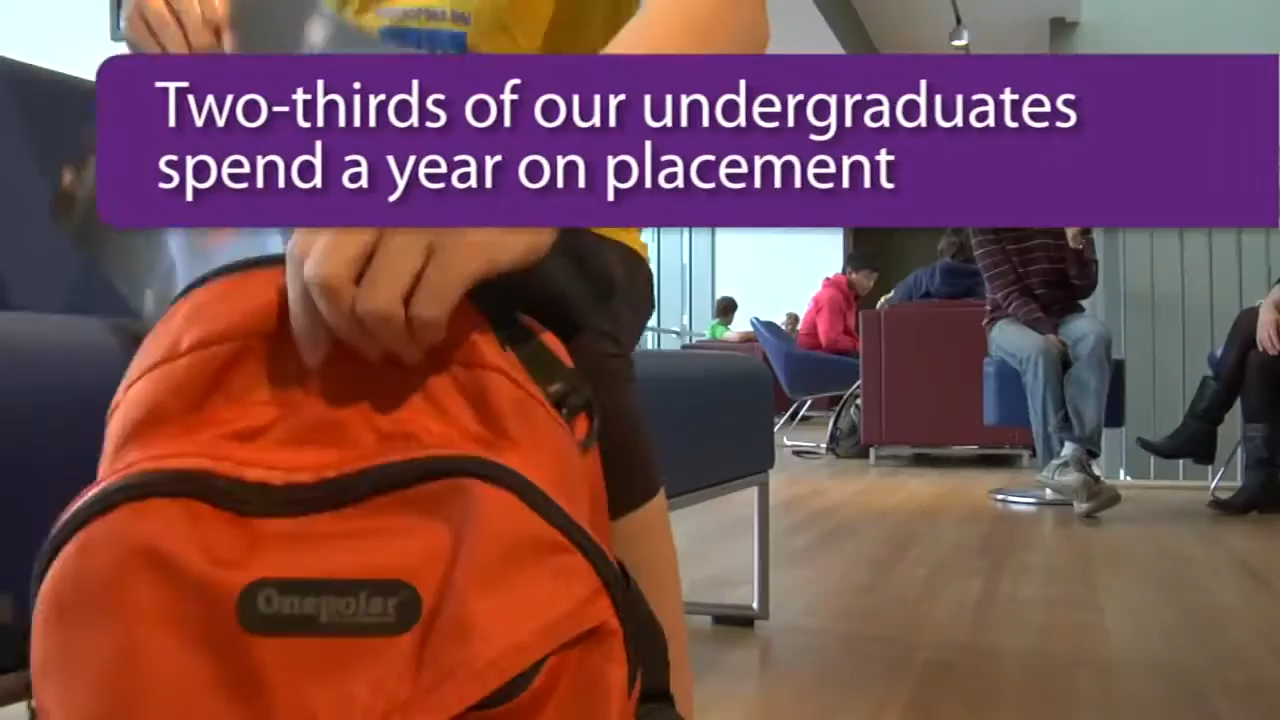 Two-thirds of our undergraduates
spend a year on placement
Onepolar